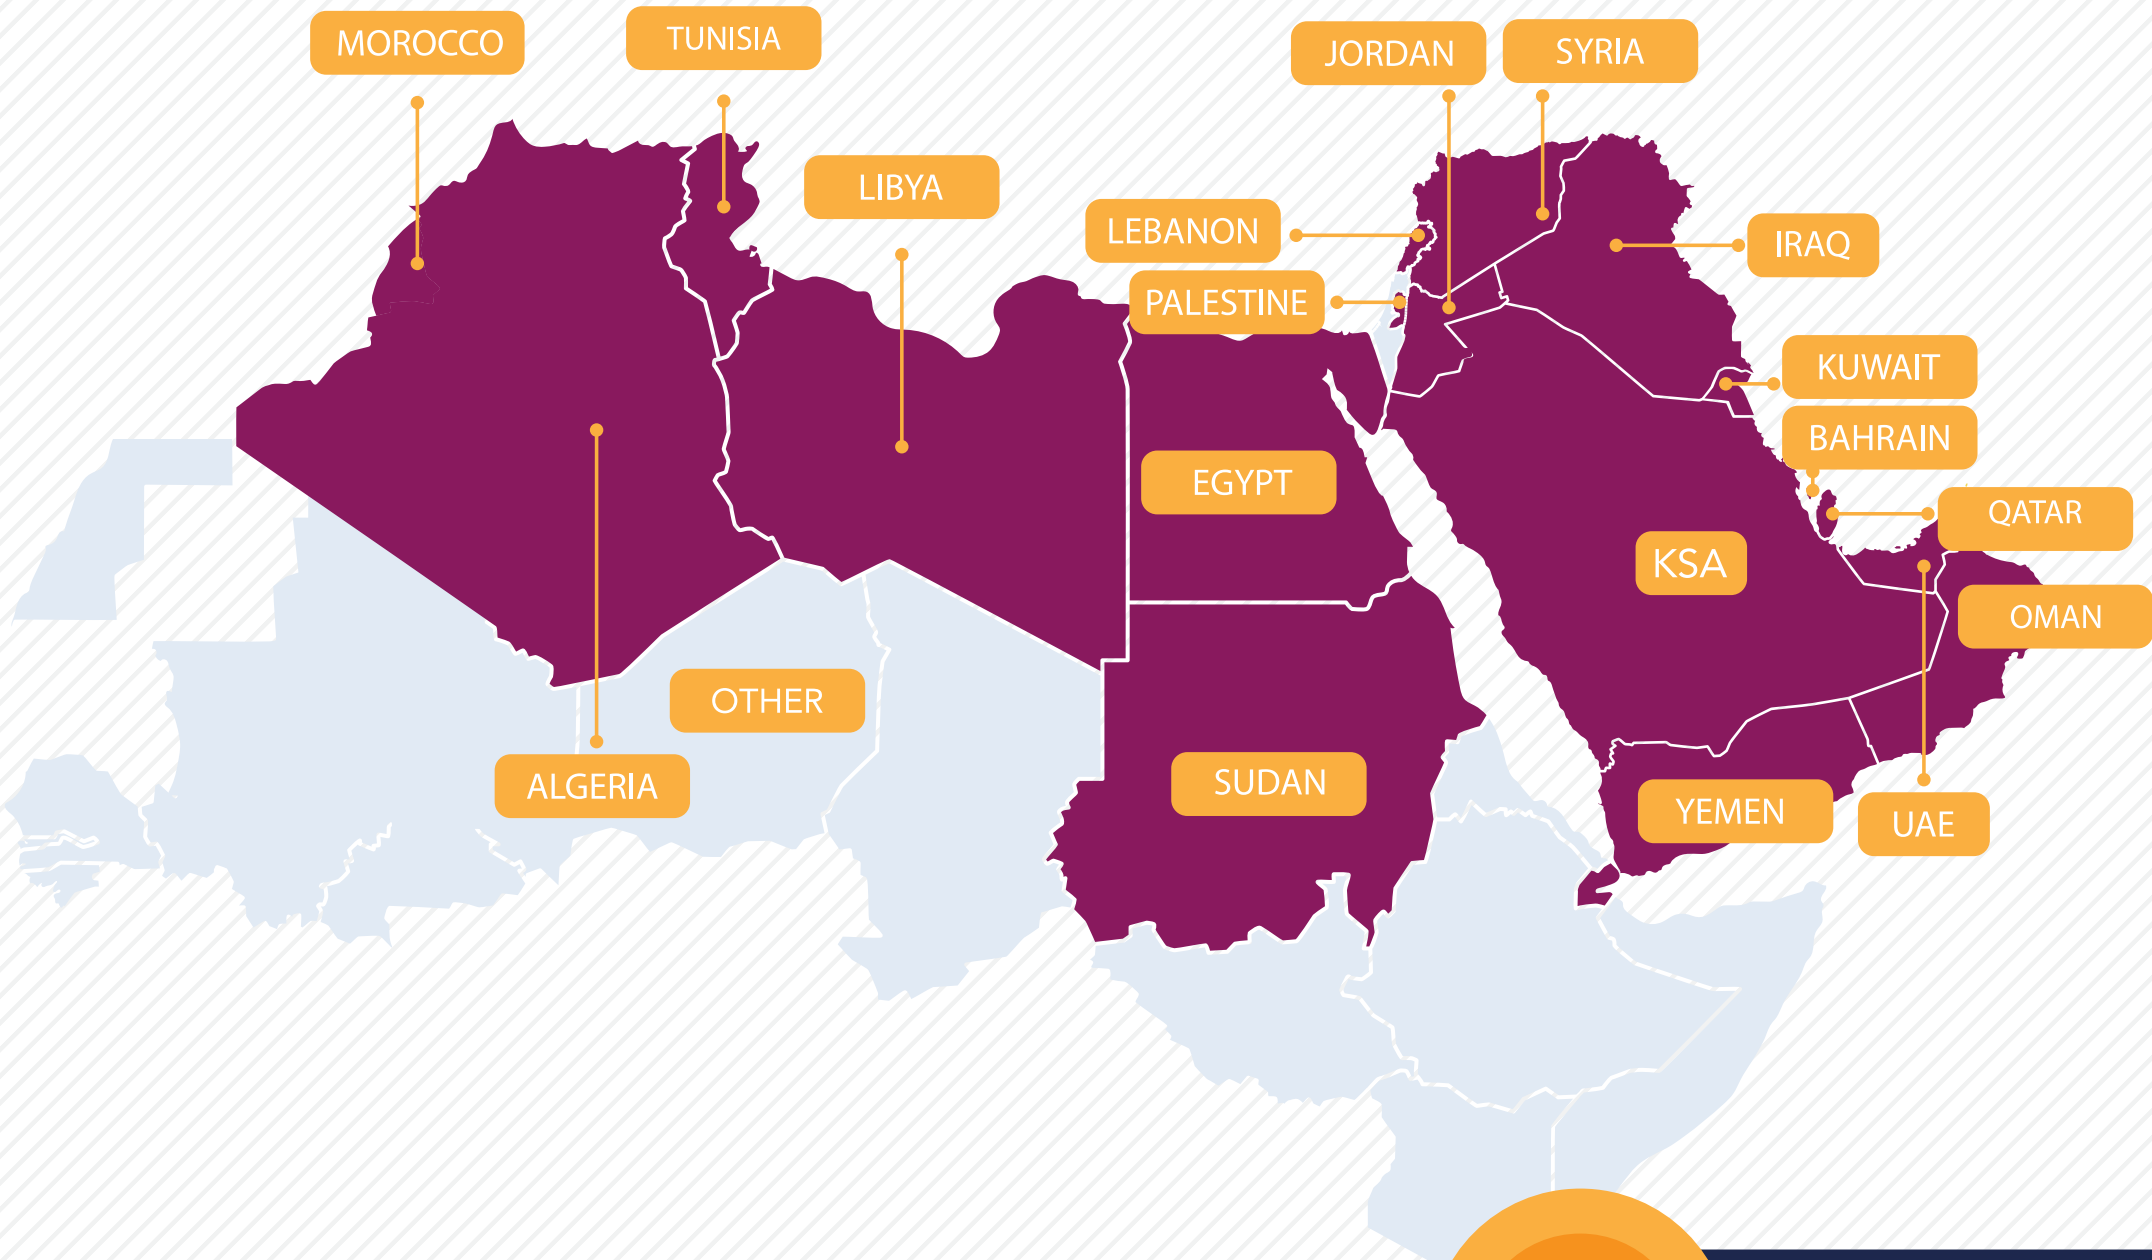 MOROCCO
TUNISIA
JORDAN
SYRIA
LIBYA
LEBANON
IRAQ
PALESTINE
KUWAIT
BAHRAIN
EGYPT
QATAR
KSA
OMAN
OTHER
ALGERIA
SUDAN
YEMEN
UAE